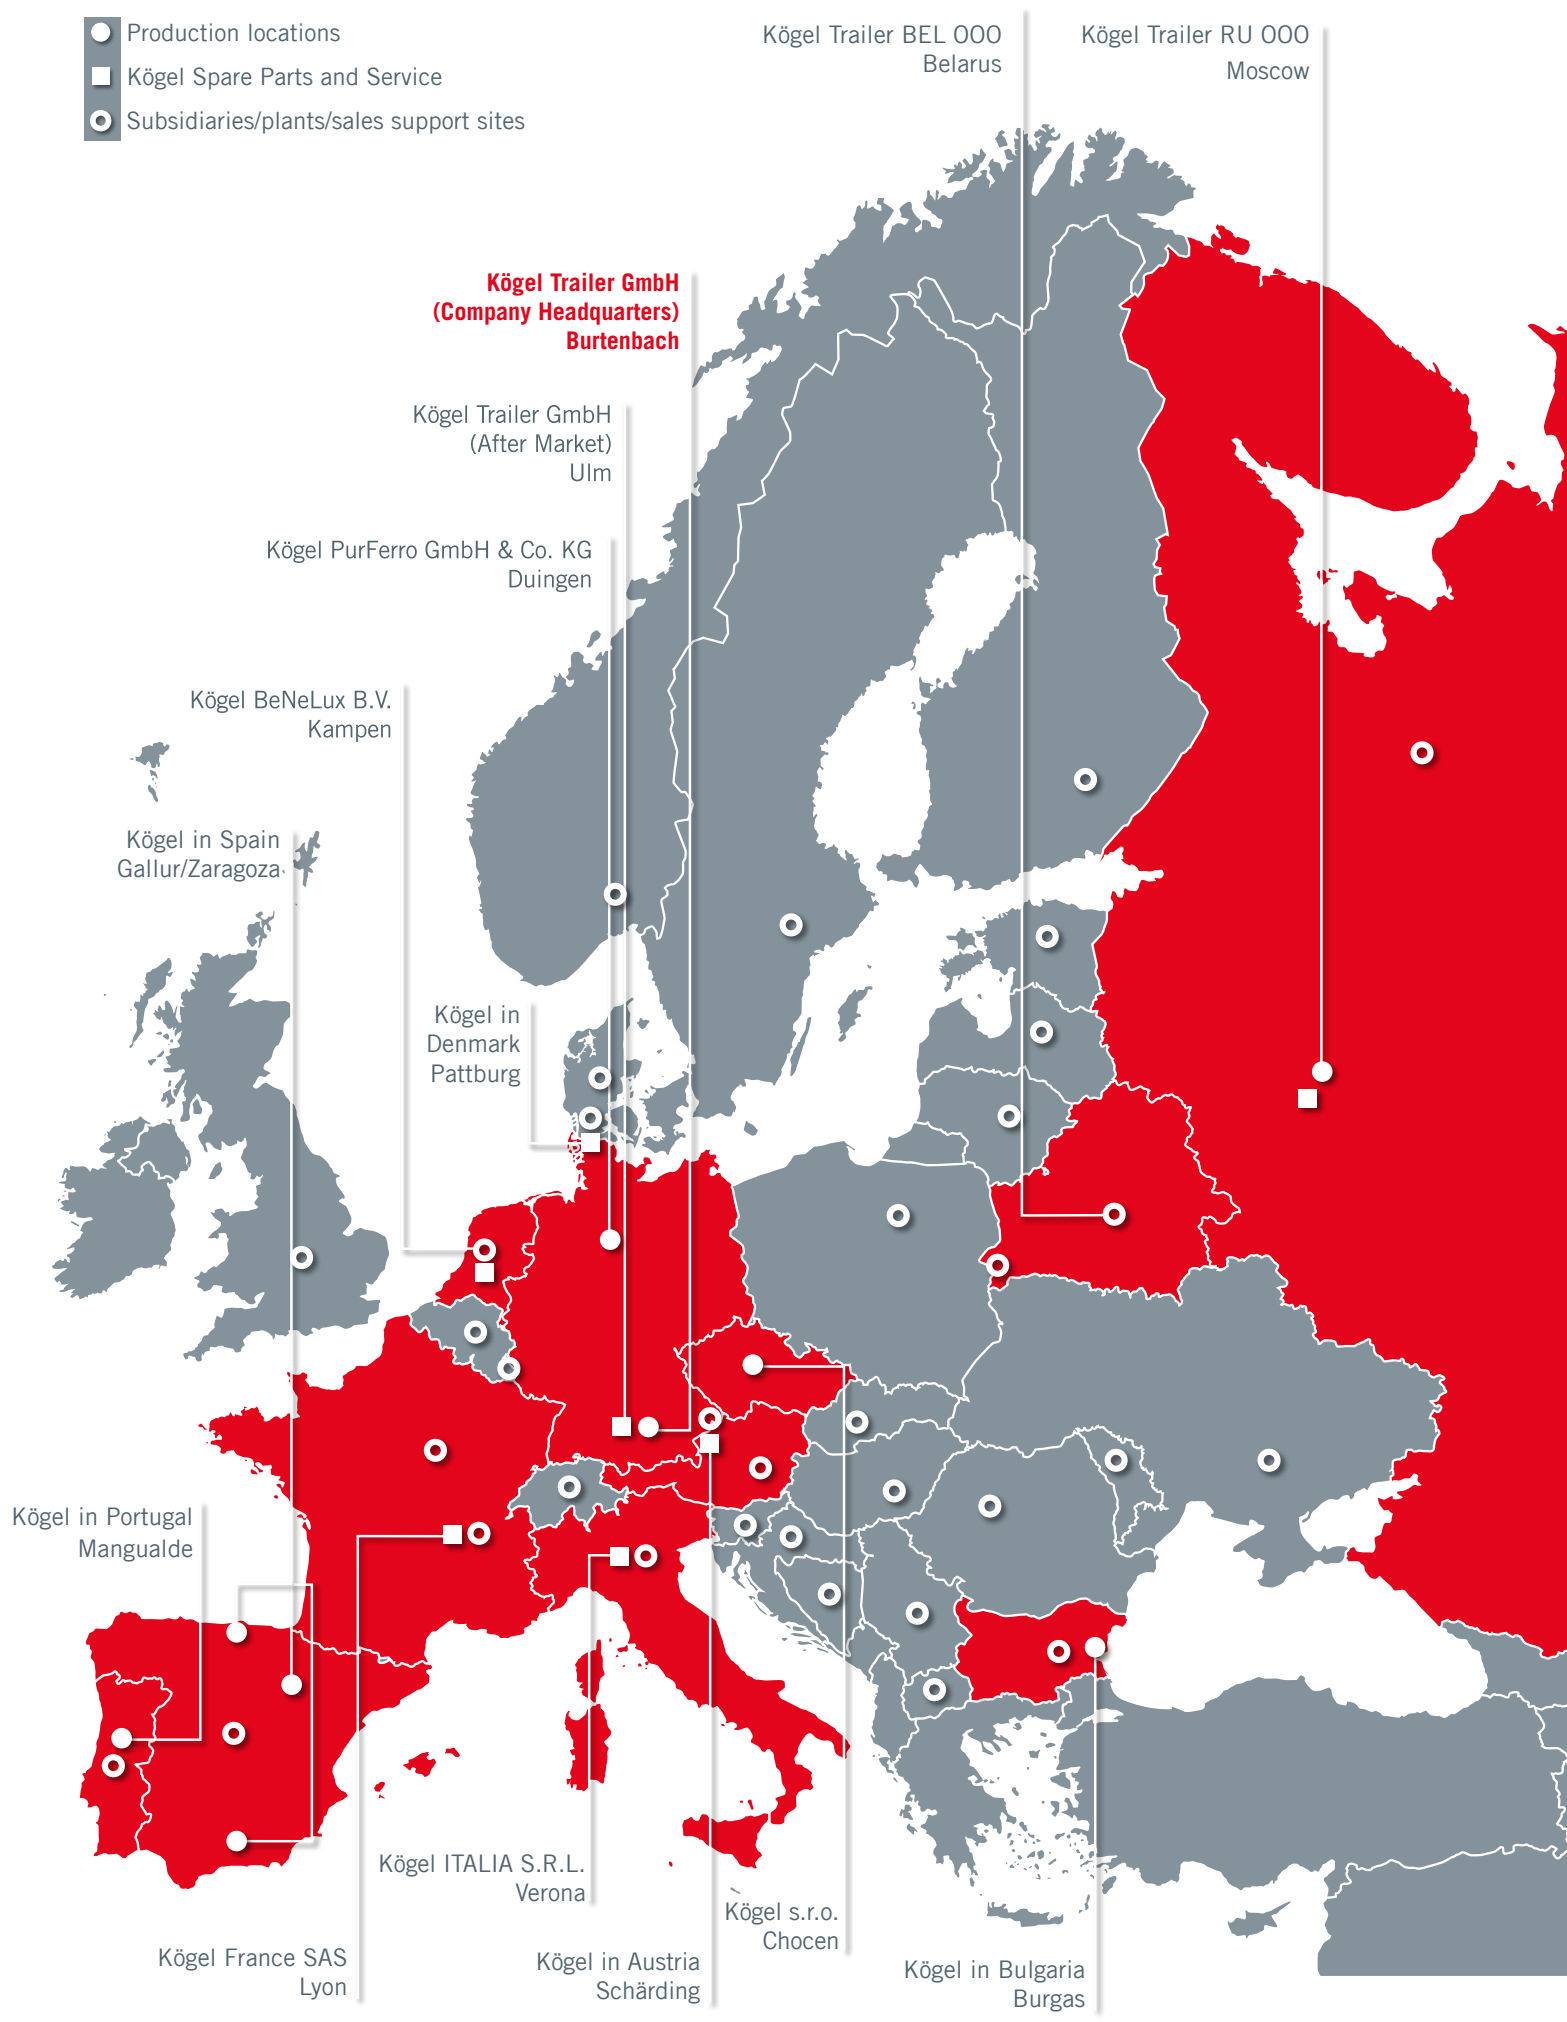 Production locations
Kögel Spare Parts and Service
Subsidiaries/plants/sales support sites
Kögel Trailer BEL OOO
Belarus
Kögel Trailer RU OOO
Moscow
Kögel Trailer GmbH
(Company Headquarters)
Burtenbach
Kögel Trailer GmbH
(After Market)
Ulm
Kögel PurFerro GmbH & Co. KG
Duingen
Kögel BeNeLux B.V.
Kampen
Kögel in Spain
Gallur/Zaragoza
Kögel in
Denmark
Pattburg
Kögel in Portugal
Mangualde
Kögel ITALIA S.R.L.
Verona
Kögel s.r.o.
Chocen
Kögel France SAS
Lyon
Kögel in Austria
Schärding
Kögel in Bulgaria
Burgas